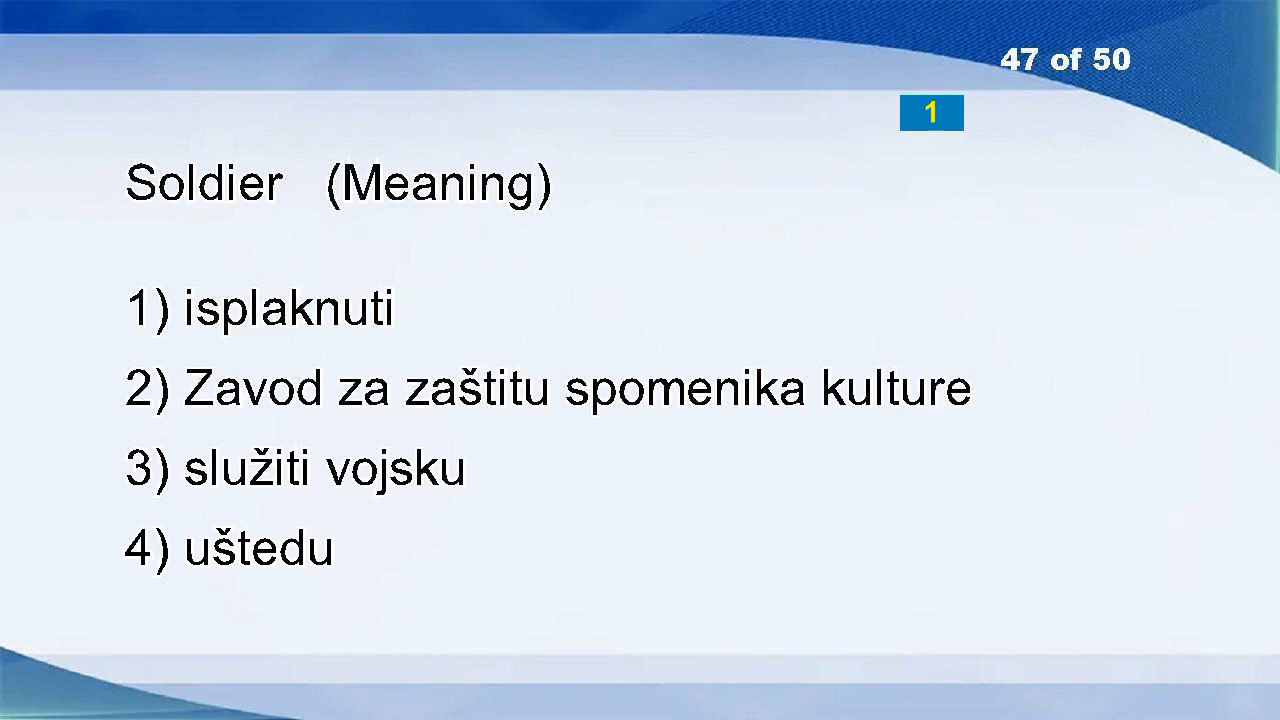 47 of 50
1
Soldier (Meaning)
1) isplaknuti
2) Zavod za zaštitu spomenika kulture
3) služiti vojsku
4) uštedu